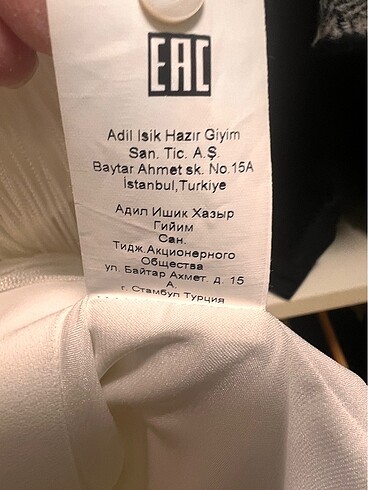 EAC
Adil Isik Hazır Giyim
San. Tic. A.Ş.
Baytar Ahmet sk. No.15A
İstanbul,Turkiye
Адил Ишик Хазыр
Гийим
Сан.
Тидж.Акционерного
Общества
ул. Байтар Ахмет. д. 15
А.
г. Стамбул Турция